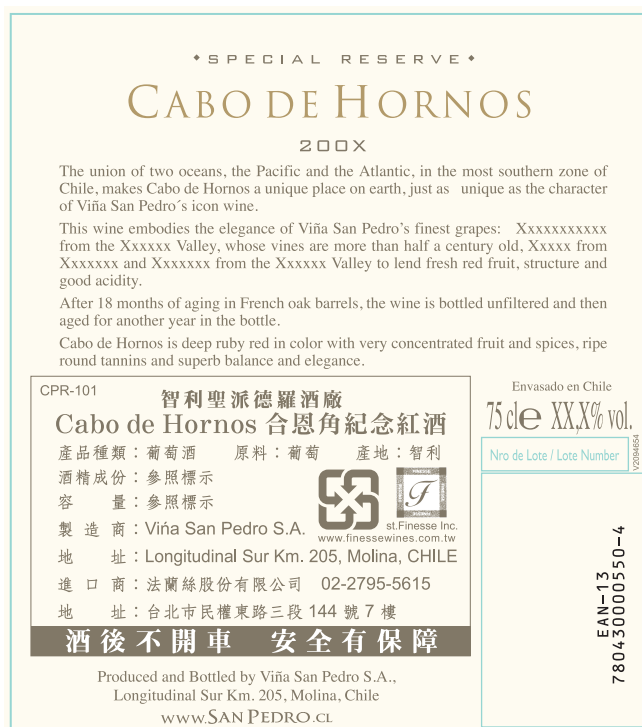 SPECIAL RESERVE
CABO DE HORNOS
200X
The union of two oceans, the Pacific and the Atlantic, in the most southern zone of
Chile, makes Cabo de Hornos a unique place on earth, just as unique as the character
of Viña San Pedro´s icon wine.
This wine embodies the elegance of Viña San Pedro's finest grapes: Xxxxxxxxxxx
from the Xxxxxx Valley, whose vines are more than half a century old, Xxxxx from
Xxxxxxx and Xxxxxxx from the Xxxxxx Valley to lend fresh red fruit, structure and
good acidity.
After 18 months of aging in French oak barrels, the wine is bottled unfiltered and then
aged for another year in the bottle.
Cabo de Hornos is deep ruby red in color with very concentrated fruit and spices, ripe
round tannins and superb balance and elegance.
CPR-101
智利聖派德羅酒廠
Cabo de Hornos 合恩角紀念紅酒
產品種類：葡萄酒 原料：葡萄 產地：智利
酒精成份：參照標示
容 量：參照標示
製造商：Viña San Pedro S.A.
地 址：Longitudinal Sur Km. 205, Molina, CHILE
進口商：法蘭絲股份有限公司 02-2795-5615
地 址：台北市民權東路三段 144 號 7 樓
F
FINESSE
st.Finesse Inc.
www.finessewines.com.tw
酒後不開車 安全有保障
Produced and Bottled by Viña San Pedro S.A.,
Longitudinal Sur Km. 205, Molina, Chile
WWW.SAN PEDRO.CL
Envasado en Chile
75 cl e XX,X% vol.
Nro de Lote / Lote Number
V2094654
EAN-13
7804300000550-4